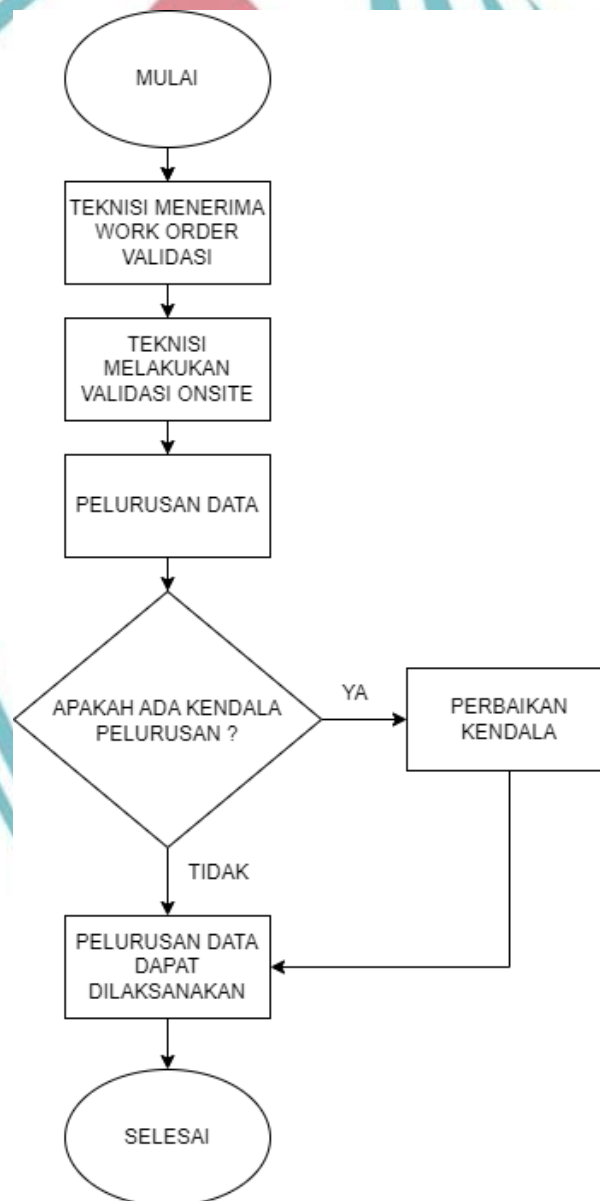 MULAI
TEKNISI MENERIMA
WORK ORDER
VALIDASI
TEKNISI
MELAKUKAN
VALIDASI ONSITE
PELURUSAN DATA
APAKAH ADA KENDALA
PELURUSAN ?
YA
PERBAIKAN
KENDALA
TIDAK
PELURUSAN DATA
DAPAT
DILAKSANAKAN
SELESAI